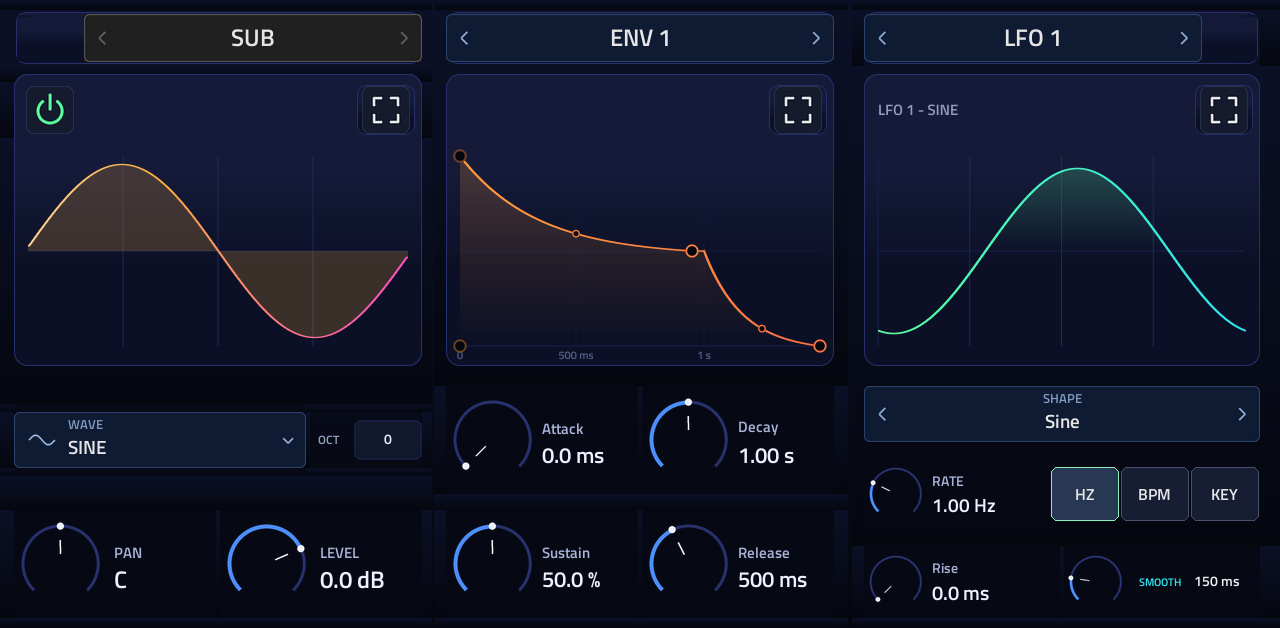 SUB
ENV 1
LFO 1
LFO 1 - SINE
0
500 ms
1 s
WAVE
SINE
OCT
0
PAN
C
LEVEL
0.0 dB
Attack
0.0 ms
Decay
1.00 s
Sustain
50.0 %
Release
500 ms
SHAPE
Sine
RATE
1.00 Hz
HZ
BPM
KEY
Rise
0.0 ms
SMOOTH
150 ms